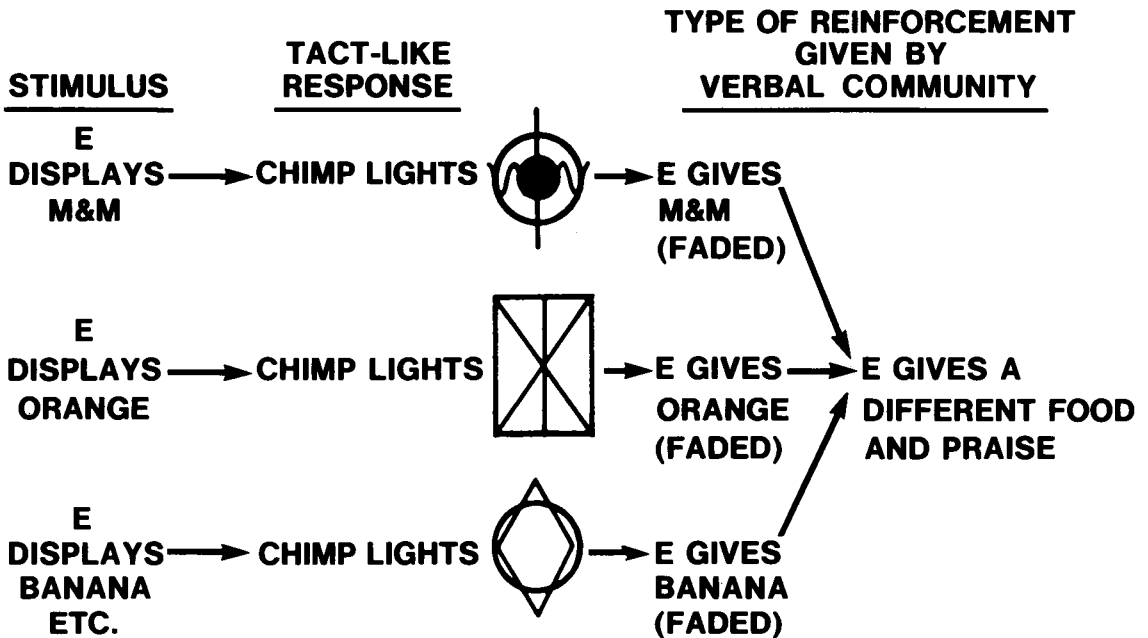 STIMULUS
TACT-LIKE
RESPONSE
TYPE OF REINFORCEMENT
GIVEN BY
VERBAL COMMUNITY
E
DISPLAYS
M&M
CHIMP LIGHTS
E GIVES
M&M
(FADED)
E
DISPLAYS
ORANGE
CHIMP LIGHTS
E GIVES
ORANGE
(FADED)
E GIVES A
DIFFERENT FOOD
AND PRAISE
E
DISPLAYS
BANANA
ETC.
CHIMP LIGHTS
E GIVES
BANANA
(FADED)